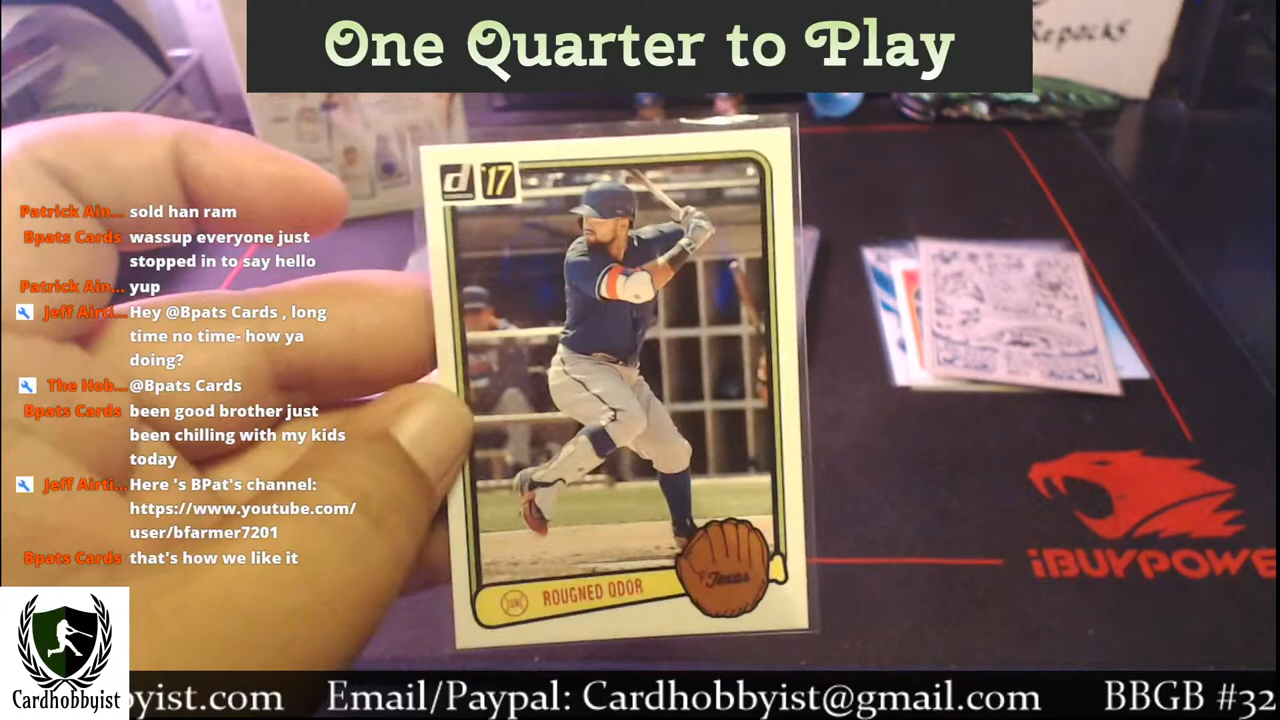 One Quarter to Play
Repacks
d '17
Patrick Ain... sold han ram
Bpats Cards wassup everyone just
stopped in to say hello
Patrick Ain... yup
Jeff Airti... Hey @Bpats Cards , long
time no time- how ya
doing?
The Hob... @Bpats Cards
Bpats Cards been good brother just
been chilling with my kids
today
Jeff Airti... Here 's BPat's channel:
https://www.youtube.com/
user/bfarmer7201
Bpats Cards that's how we like it
Texas
2B
ROUGNED ODOR
iBUYPOWE
Cardhobbyist
yist.com Email/Paypal: Cardhobbyist@gmail.com BBGB #32